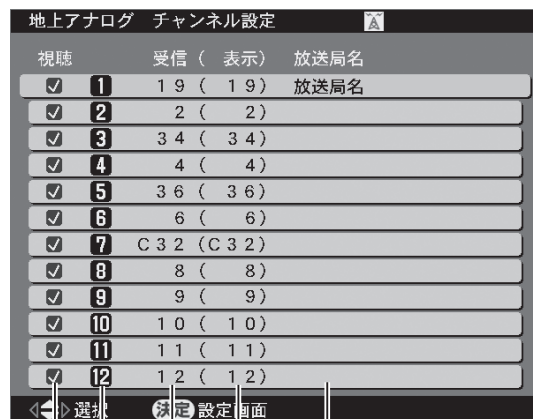 地上アナログ チャンネル設定 A
視聴 受信 ( 表示) 放送局名
1 19 ( 19) 放送局名
2 2 ( 2)
3 34 ( 34)
4 4 ( 4)
5 36 ( 36)
6 6 ( 6)
7 C32 (C32)
8 8 ( 8)
9 9 ( 9)
10 10 ( 10)
11 11 ( 11)
12 12 ( 12)
選択 決定 設定画面